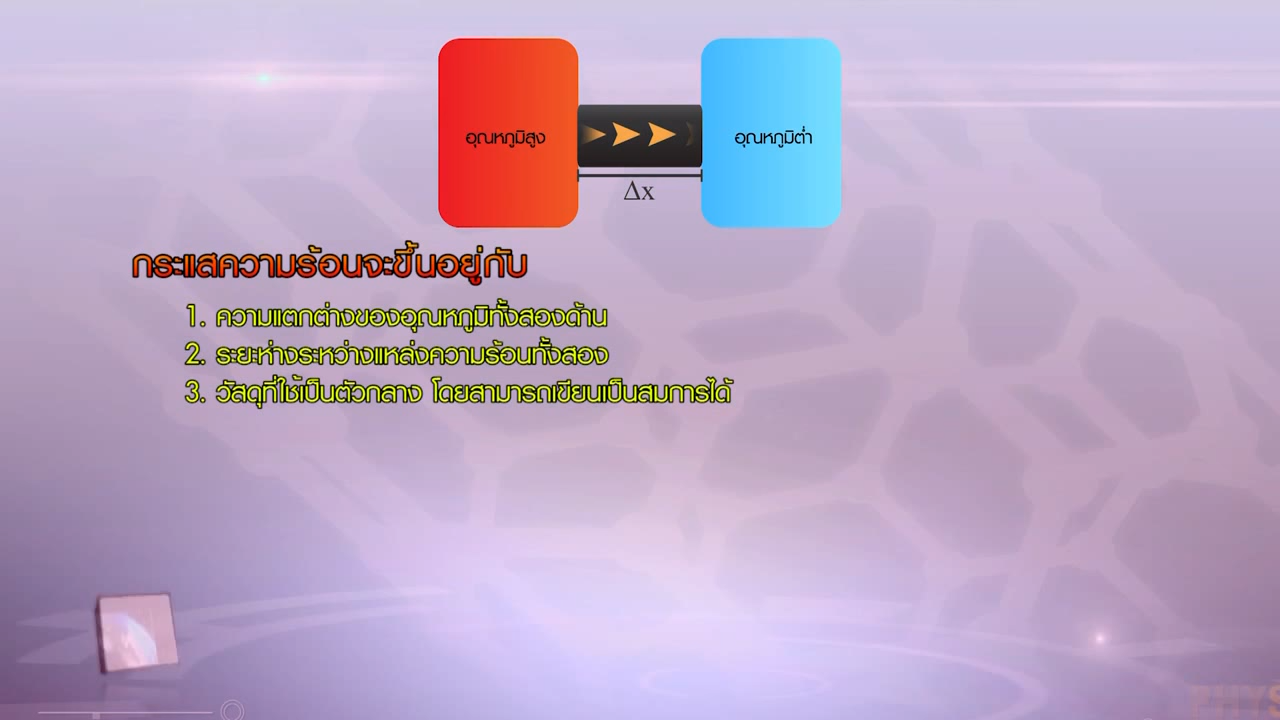 อุณหภูมิสูง
อุณหภูมิต่ำ
Δx
กระแสความร้อนจะขึ้นอยู่กับ
1. ความแตกต่างของอุณหภูมิทั้งสองด้าน
2. ระยะห่างระหว่างแหล่งความร้อนทั้งสอง
3. วัสดุที่ใช้เป็นตัวกลาง โดยสามารถเขียนเป็นสมการได้
PHYS